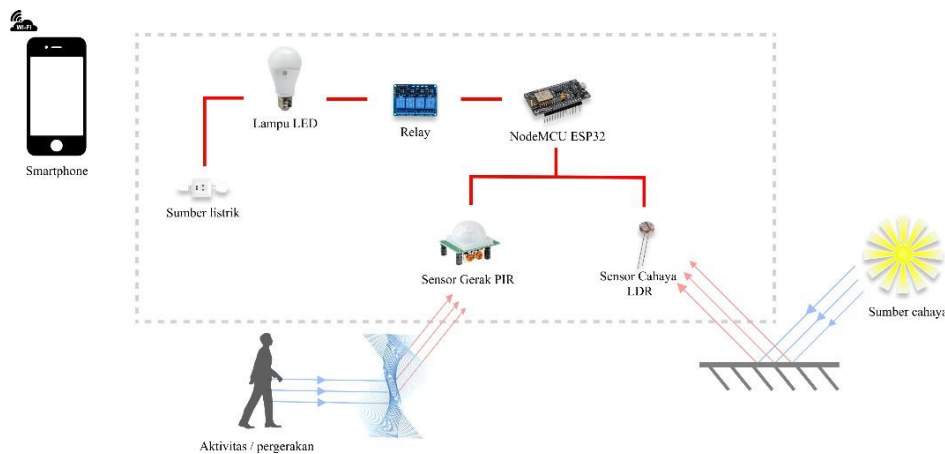 WI-FI
Smartphone
Lampu LED
Relay
NodeMCU ESP32
Sumber listrik
Sensor Gerak PIR
Sensor Cahaya
LDR
Sumber cahaya
Aktivitas / pergerakan